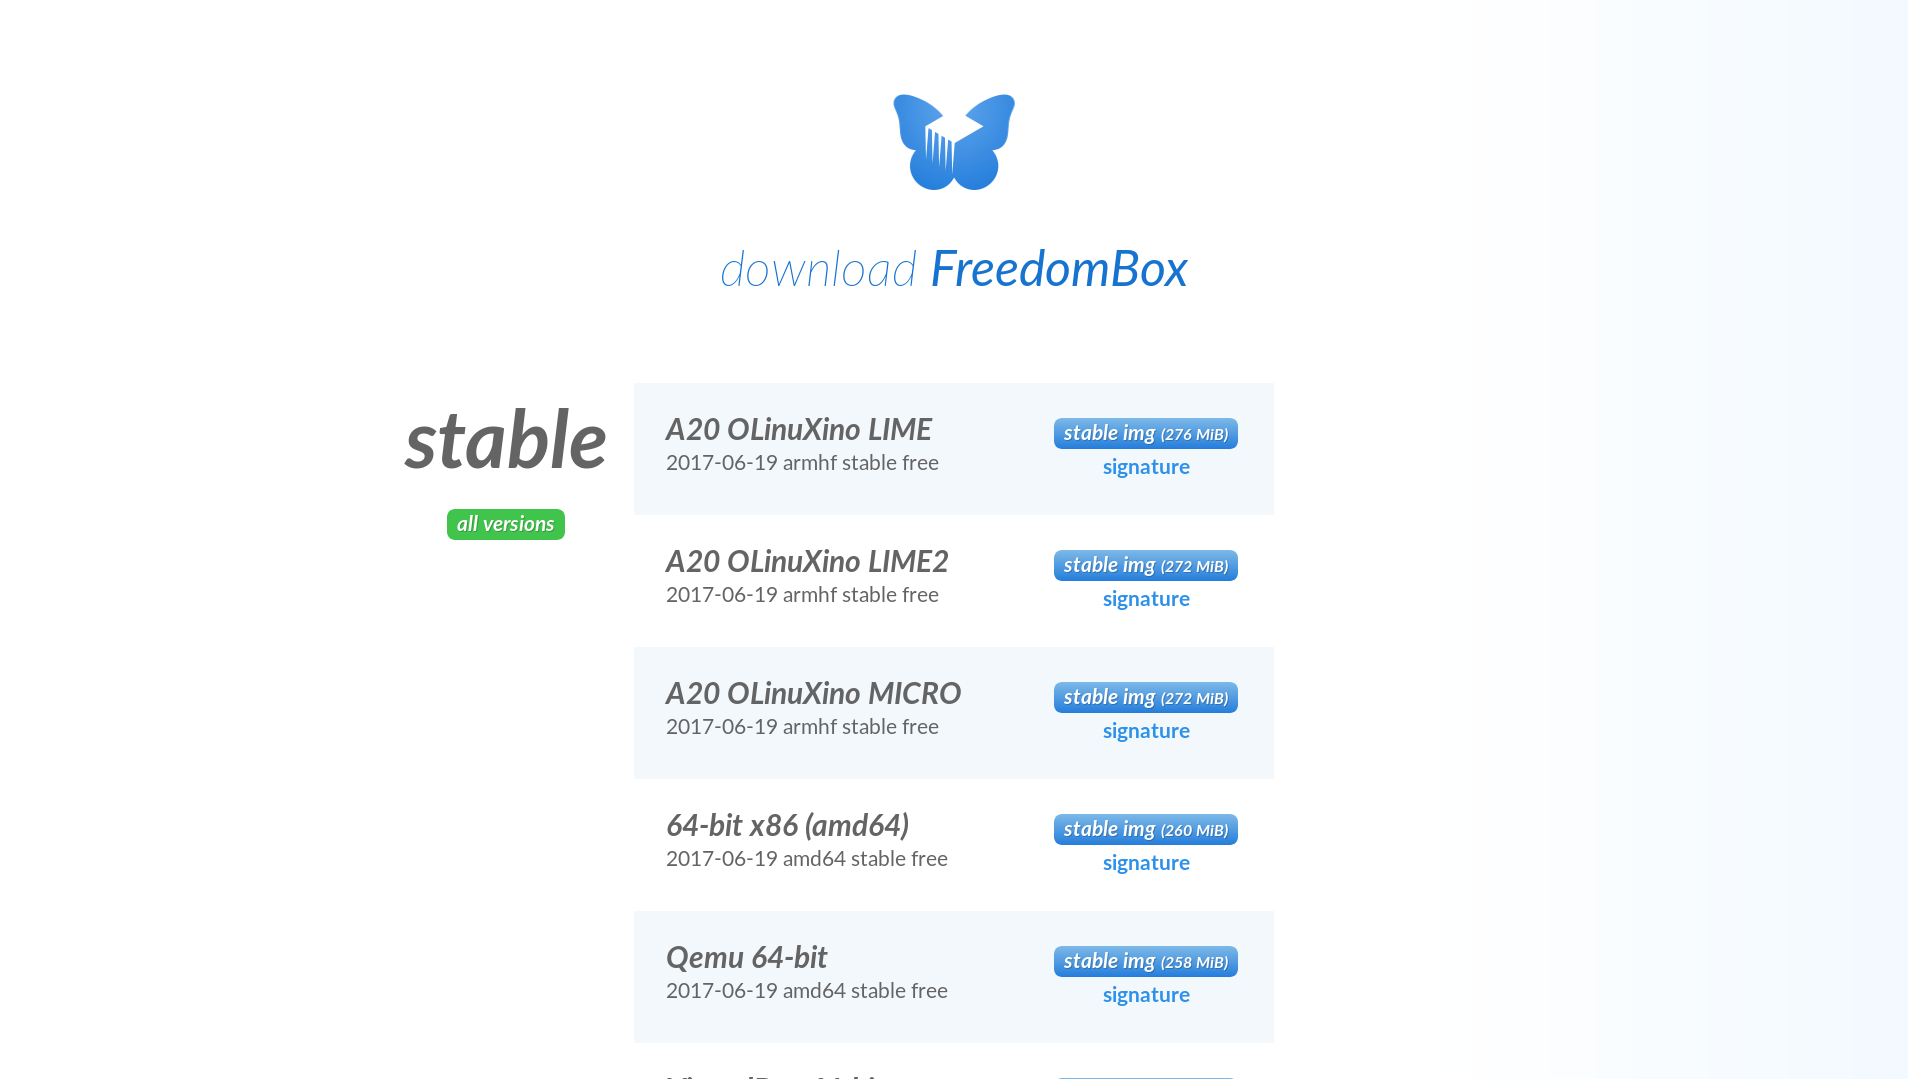 download FreedomBox
stable
all versions
A20 OLinuXino LIME
2017-06-19 armhf stable free
stable img (276 MiB)
signature
A20 OLinuXino LIME2
2017-06-19 armhf stable free
stable img (272 MiB)
signature
A20 OLinuXino MICRO
2017-06-19 armhf stable free
stable img (272 MiB)
signature
64-bit x86 (amd64)
2017-06-19 amd64 stable free
stable img (260 MiB)
signature
Qemu 64-bit
2017-06-19 amd64 stable free
stable img (258 MiB)
signature